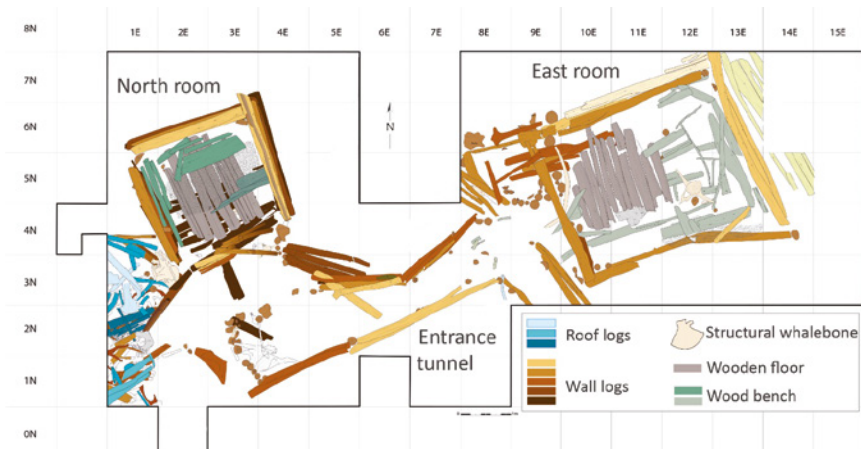 8N
1E 2E 3E 4E 5E 6E 7E 8E 9E 10E 11E 12E 13E 14E 15E
7N
North room
East room
6N
N
5N
4N
3N
2N
Entrance
tunnel
Roof logs
Structural whalebone
Wooden floor
1N
Wall logs
Wood bench
0N